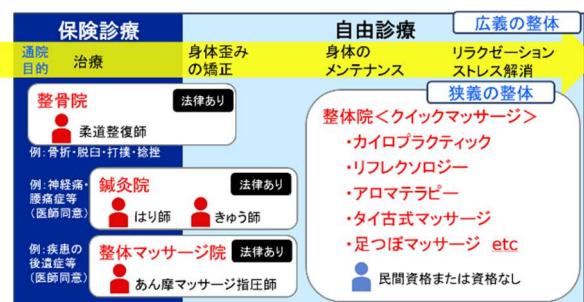 保険診療
自由診療
広義の整体
通院
目的
治療
身体歪み
の矯正
身体の
メンテナンス
リラクゼーション
ストレス解消
狭義の整体
整骨院
法律あり
柔道整復師
例:骨折・脱臼・打撲・捻挫
例:神経痛・
腰痛症等
(医師同意)
鍼灸院
法律あり
はり師
きゅう師
例:疾患の
後遺症等
(医師同意)
整体マッサージ院
法律あり
あん摩マッサージ指圧師
整体院<クイックマッサージ>
・カイロプラクティック
・リフレクソロジー
・アロマテラピー
・タイ古式マッサージ
・足つぼマッサージ etc
民間資格または資格なし